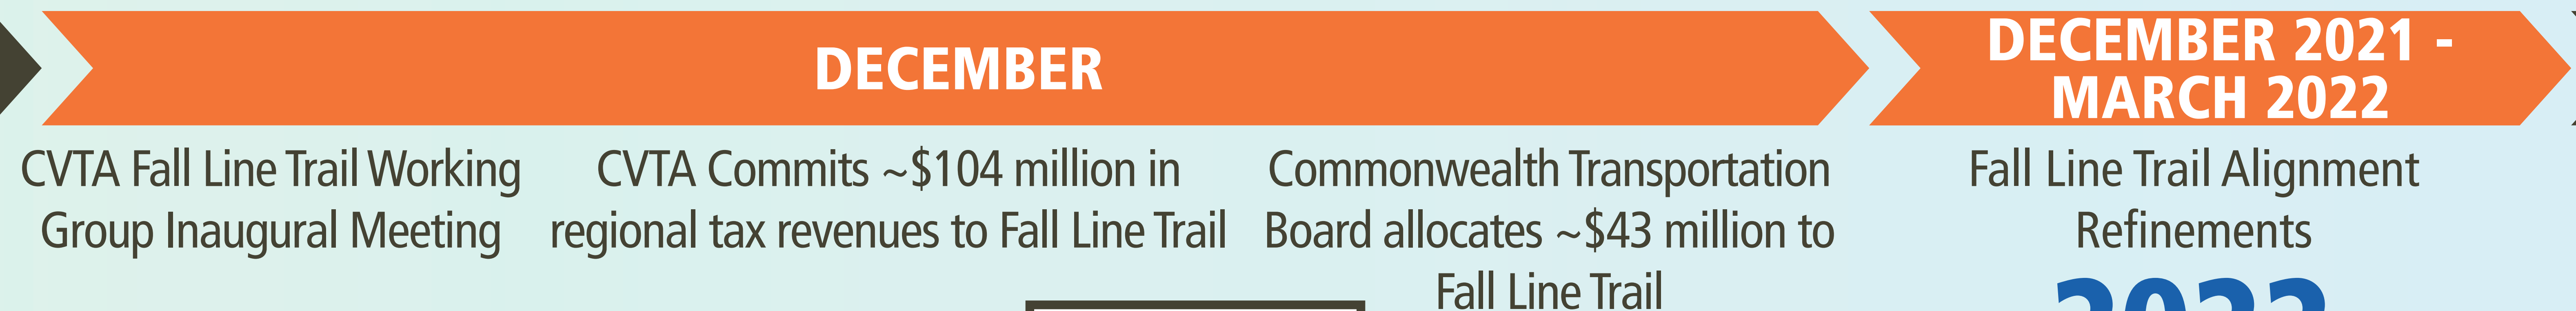 DECEMBER
DECEMBER 2021 -
MARCH 2022
CVTA Fall Line Trail Working
Group Inaugural Meeting
CVTA Commits ~$104 million in
regional tax revenues to Fall Line Trail
Commonwealth Transportation
Board allocates ~$43 million to
Fall Line Trail
Fall Line Trail Alignment
Refinements
2022